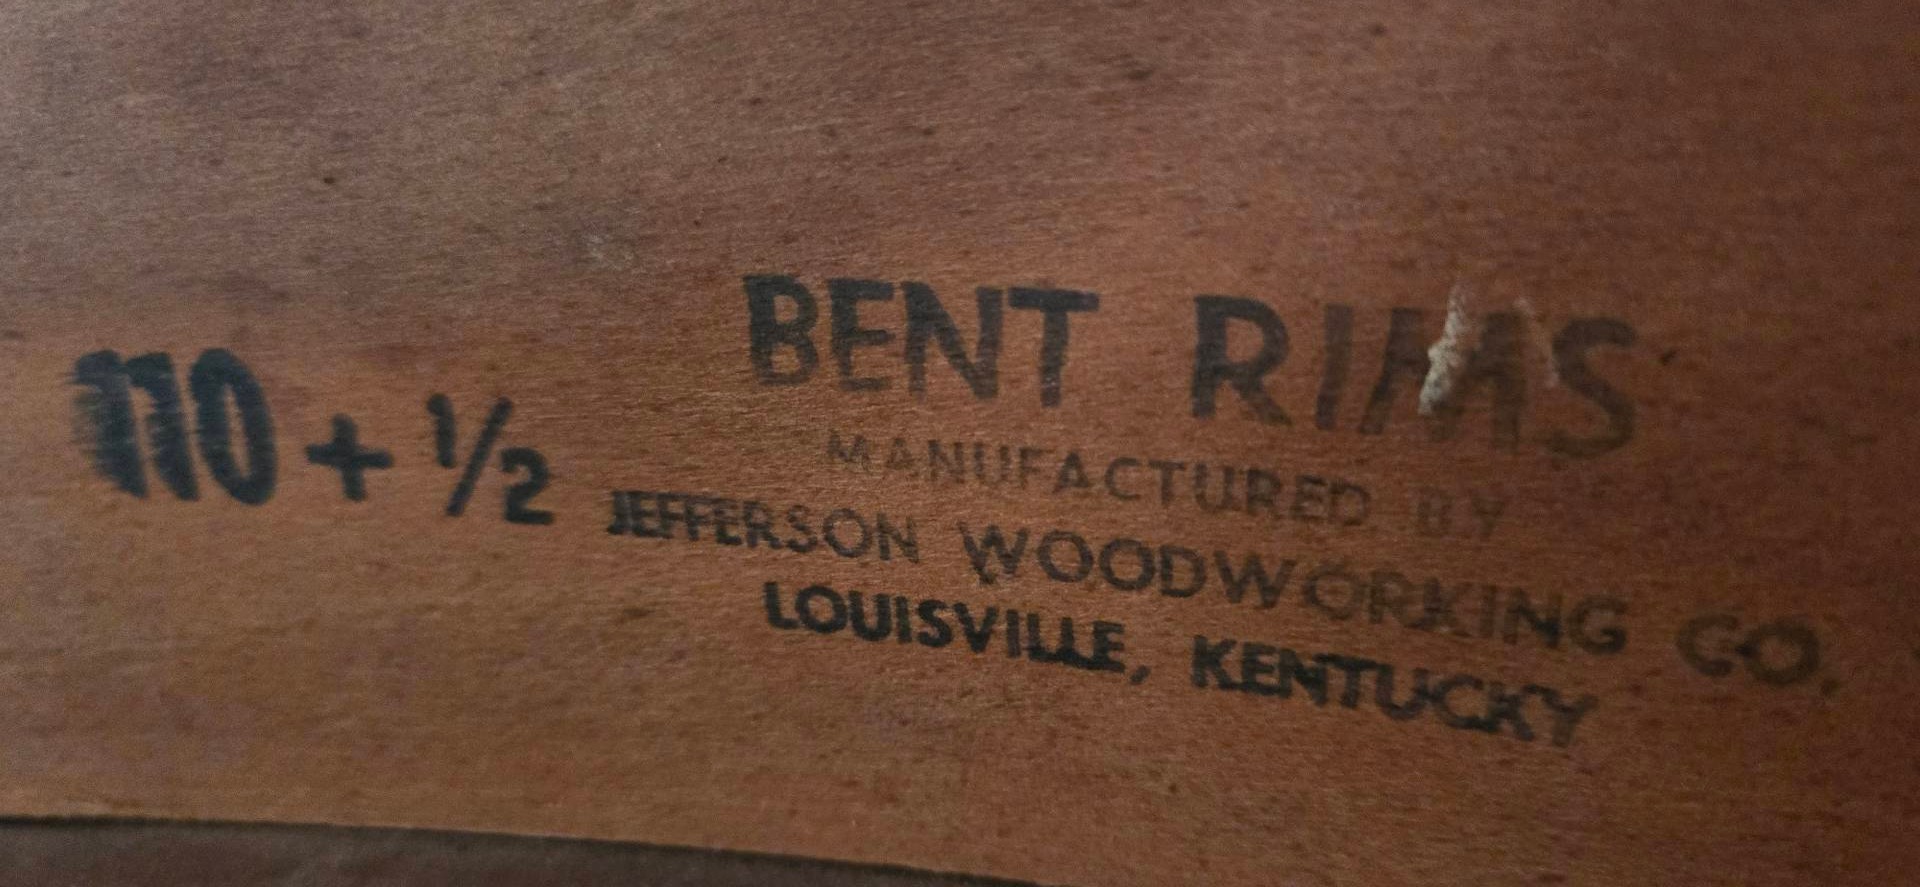 BENT RIMS
110 + 1/2
MANUFACTURED BY
JEFFERSON WOODWORKING CO.
LOUISVILLE, KENTUCKY